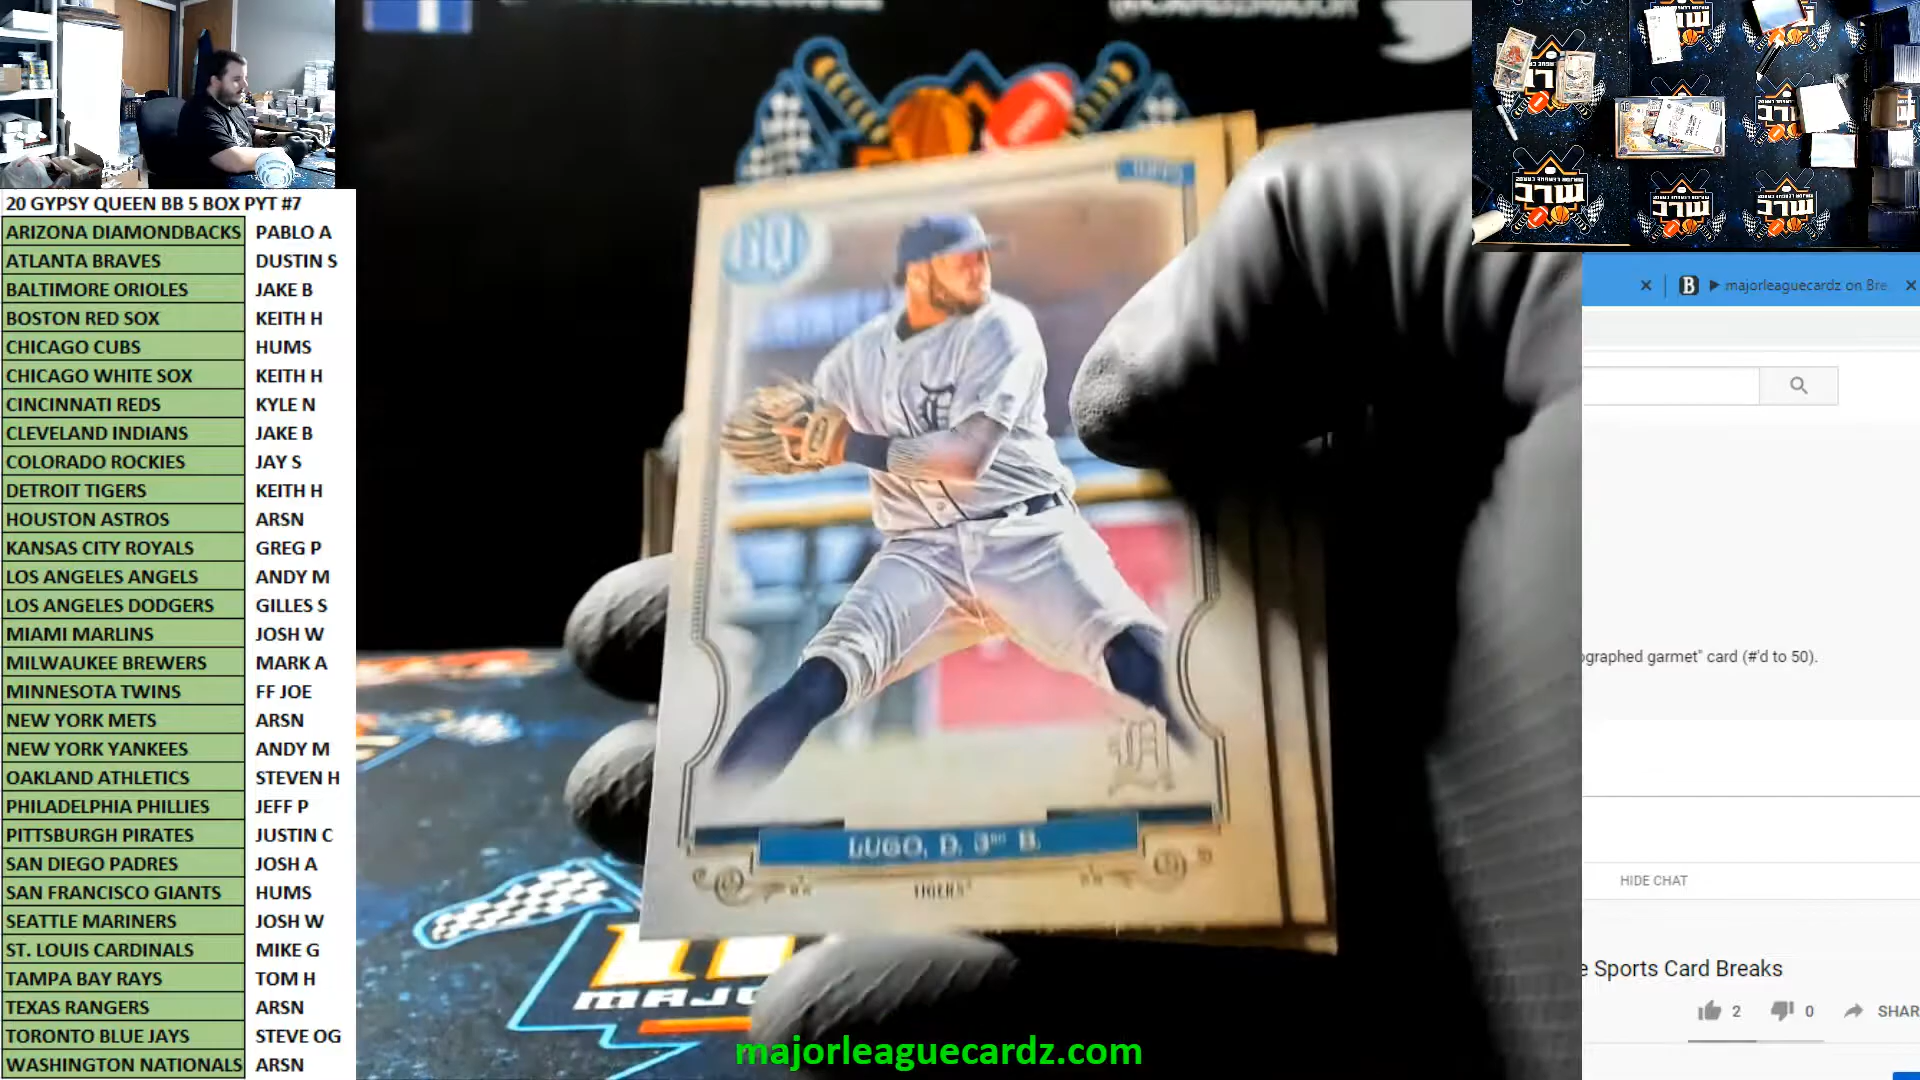 20 GYPSY QUEEN BB 5 BOX PYT #7
ARIZONA DIAMONDBACKS PABLO A
ATLANTA BRAVES DUSTIN S
BALTIMORE ORIOLES JAKE B
BOSTON RED SOX KEITH H
CHICAGO CUBS HUMS
CHICAGO WHITE SOX KEITH H
CINCINNATI REDS KYLE N
CLEVELAND INDIANS JAKE B
COLORADO ROCKIES JAY S
DETROIT TIGERS KEITH H
HOUSTON ASTROS ARSN
KANSAS CITY ROYALS GREG P
LOS ANGELES ANGELS ANDY M
LOS ANGELES DODGERS GILLES S
MIAMI MARLINS JOSH W
MILWAUKEE BREWERS MARK A
MINNESOTA TWINS FF JOE
NEW YORK METS ARSN
NEW YORK YANKEES ANDY M
OAKLAND ATHLETICS STEVEN H
PHILADELPHIA PHILLIES JEFF P
PITTSBURGH PIRATES JUSTIN C
SAN DIEGO PADRES JOSH A
SAN FRANCISCO GIANTS HUMS
SEATTLE MARINERS JOSH W
ST. LOUIS CARDINALS MIKE G
TAMPA BAY RAYS TOM H
TEXAS RANGERS ARSN
TORONTO BLUE JAYS STEVE OG
WASHINGTON NATIONALS ARSN
LUGO, D. 3RD B.
TIGERS
majorleaguecardz.com
majorleaguecardz on Bre
ographed garmet" card (#'d to 50).
HIDE CHAT
e Sports Card Breaks
2 0 SHAR